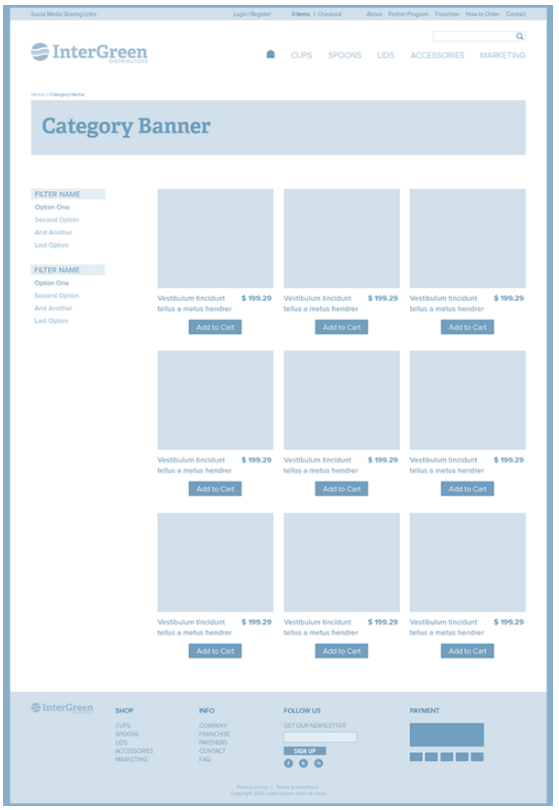 Social Media Sharing Links
Login | Register
0 Items | Checkout
About Partner Program Franchise How to Order Contact
InterGreen
DISTRIBUTORS
CUPS SPOONS LIDS ACCESSORIES MARKETING
Home > Category Name
Category Banner
FILTER NAME
Option One
Second Option
And Another
Last Option
FILTER NAME
Option One
Second Option
And Another
Last Option
Vestibulum tincidunt $ 199.29
tellus a metus hendrer
Add to Cart
Vestibulum tincidunt $ 199.29
tellus a metus hendrer
Add to Cart
Vestibulum tincidunt $ 199.29
tellus a metus hendrer
Add to Cart
Vestibulum tincidunt $ 199.29
tellus a metus hendrer
Add to Cart
Vestibulum tincidunt $ 199.29
tellus a metus hendrer
Add to Cart
Vestibulum tincidunt $ 199.29
tellus a metus hendrer
Add to Cart
Vestibulum tincidunt $ 199.29
tellus a metus hendrer
Add to Cart
Vestibulum tincidunt $ 199.29
tellus a metus hendrer
Add to Cart
Vestibulum tincidunt $ 199.29
tellus a metus hendrer
Add to Cart
InterGreen
SHOP
CUPS
SPOONS
LIDS
ACCESSORIES
MARKETING
INFO
COMPANY
FRANCHISE
PARTNERS
CONTACT
FAQ
FOLLOW US
GET OUR NEWSLETTER
SIGN UP
PAYMENT
Privacy policy | Terms & conditions
Copyright 2013 Lorem ipsum dolor sit amet